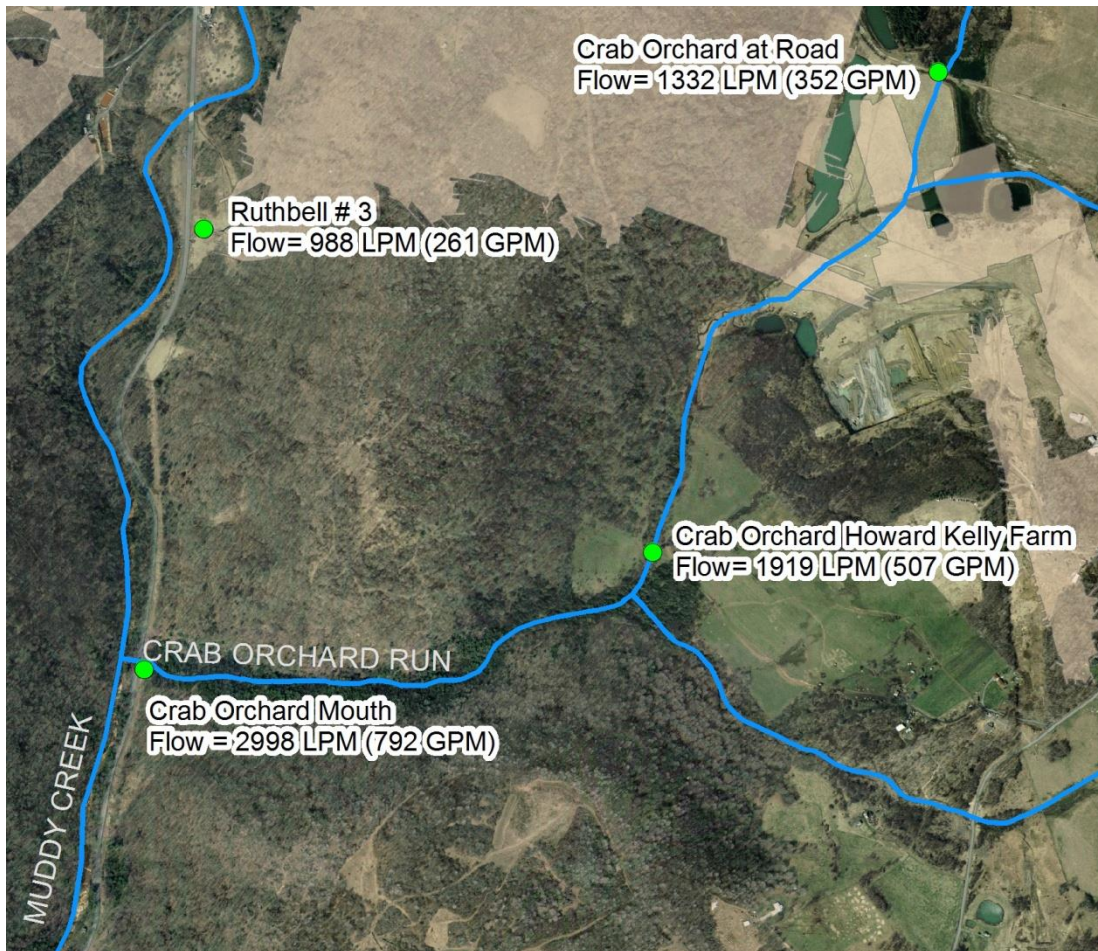 Crab Orchard at Road
Flow= 1332 LPM (352 GPM)
Ruthbell # 3
Flow= 988 LPM (261 GPM)
Crab Orchard Howard Kelly Farm
Flow= 1919 LPM (507 GPM)
CRAB ORCHARD RUN
Crab Orchard Mouth
Flow = 2998 LPM (792 GPM)
MUDDY CREEK